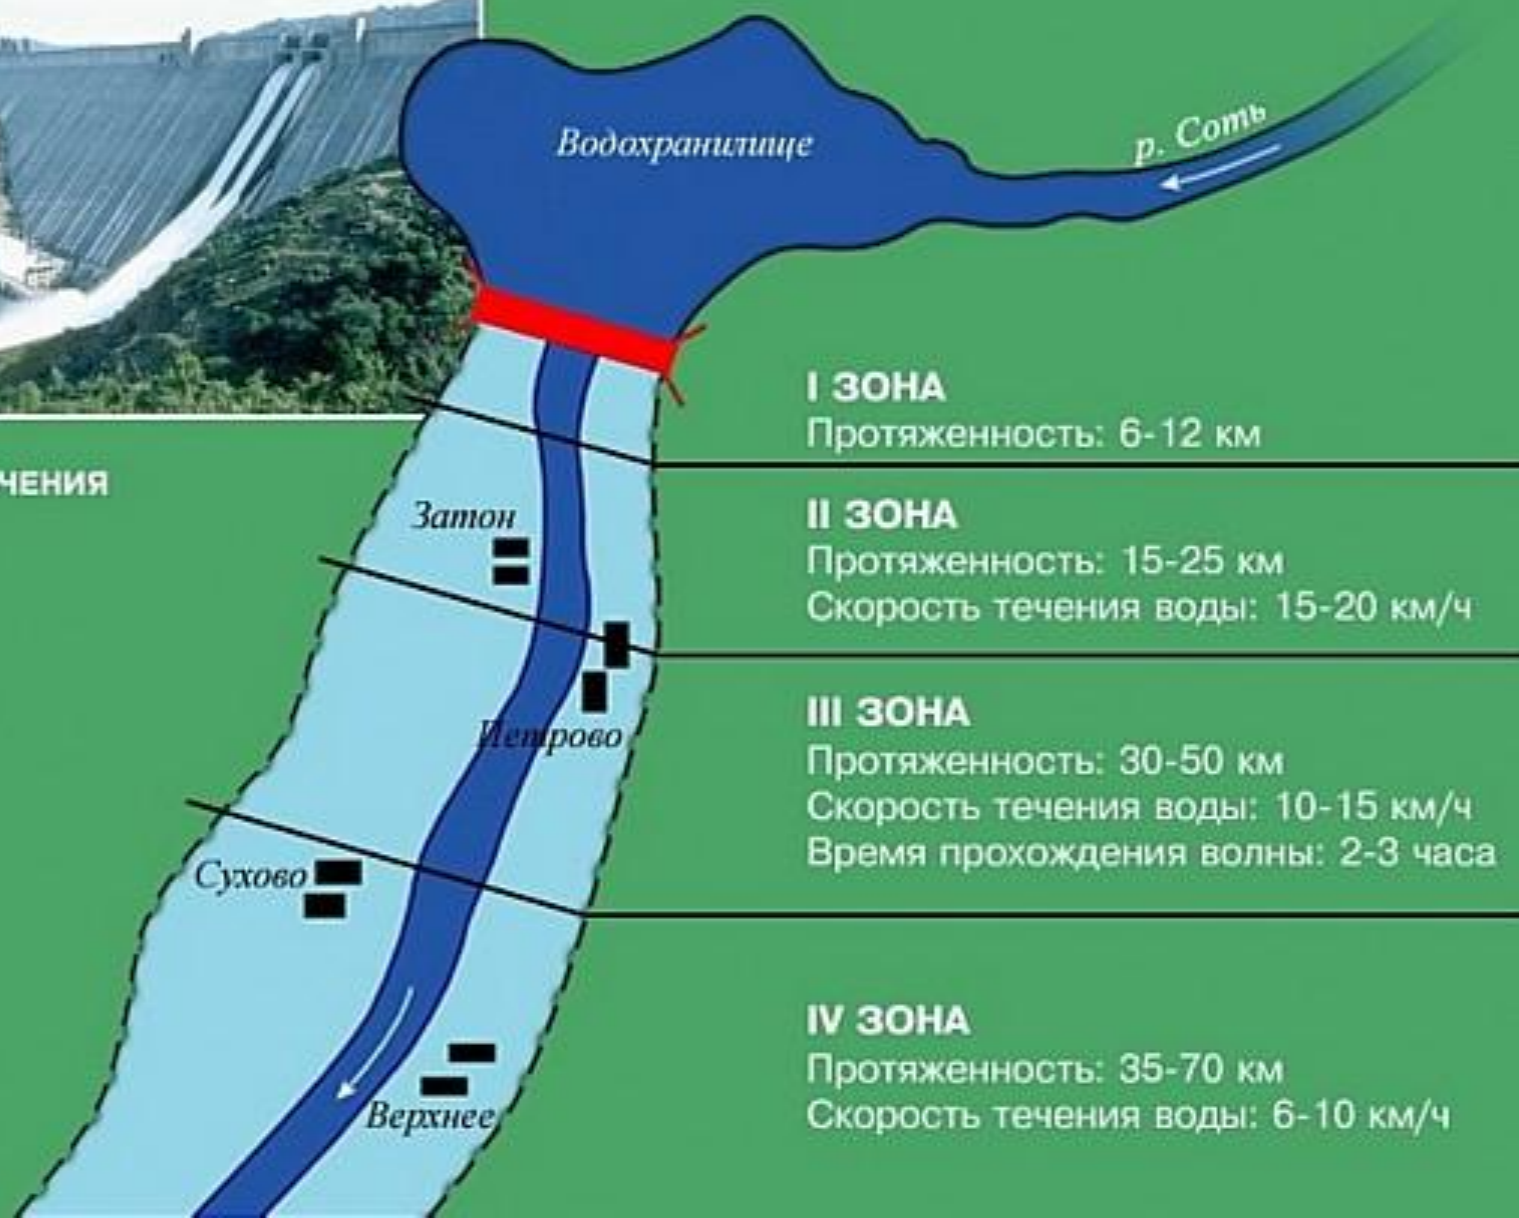 Водохранилище
р. Соть
I ЗОНА
Протяженность: 6-12 км
ЧЕНИЯ
Затон
II ЗОНА
Протяженность: 15-25 км
Скорость течения воды: 15-20 км/ч
Петрово
III ЗОНА
Протяженность: 30-50 км
Скорость течения воды: 10-15 км/ч
Время прохождения волны: 2-3 часа
Сухово
IV ЗОНА
Протяженность: 35-70 км
Скорость течения воды: 6-10 км/ч
Верхнее